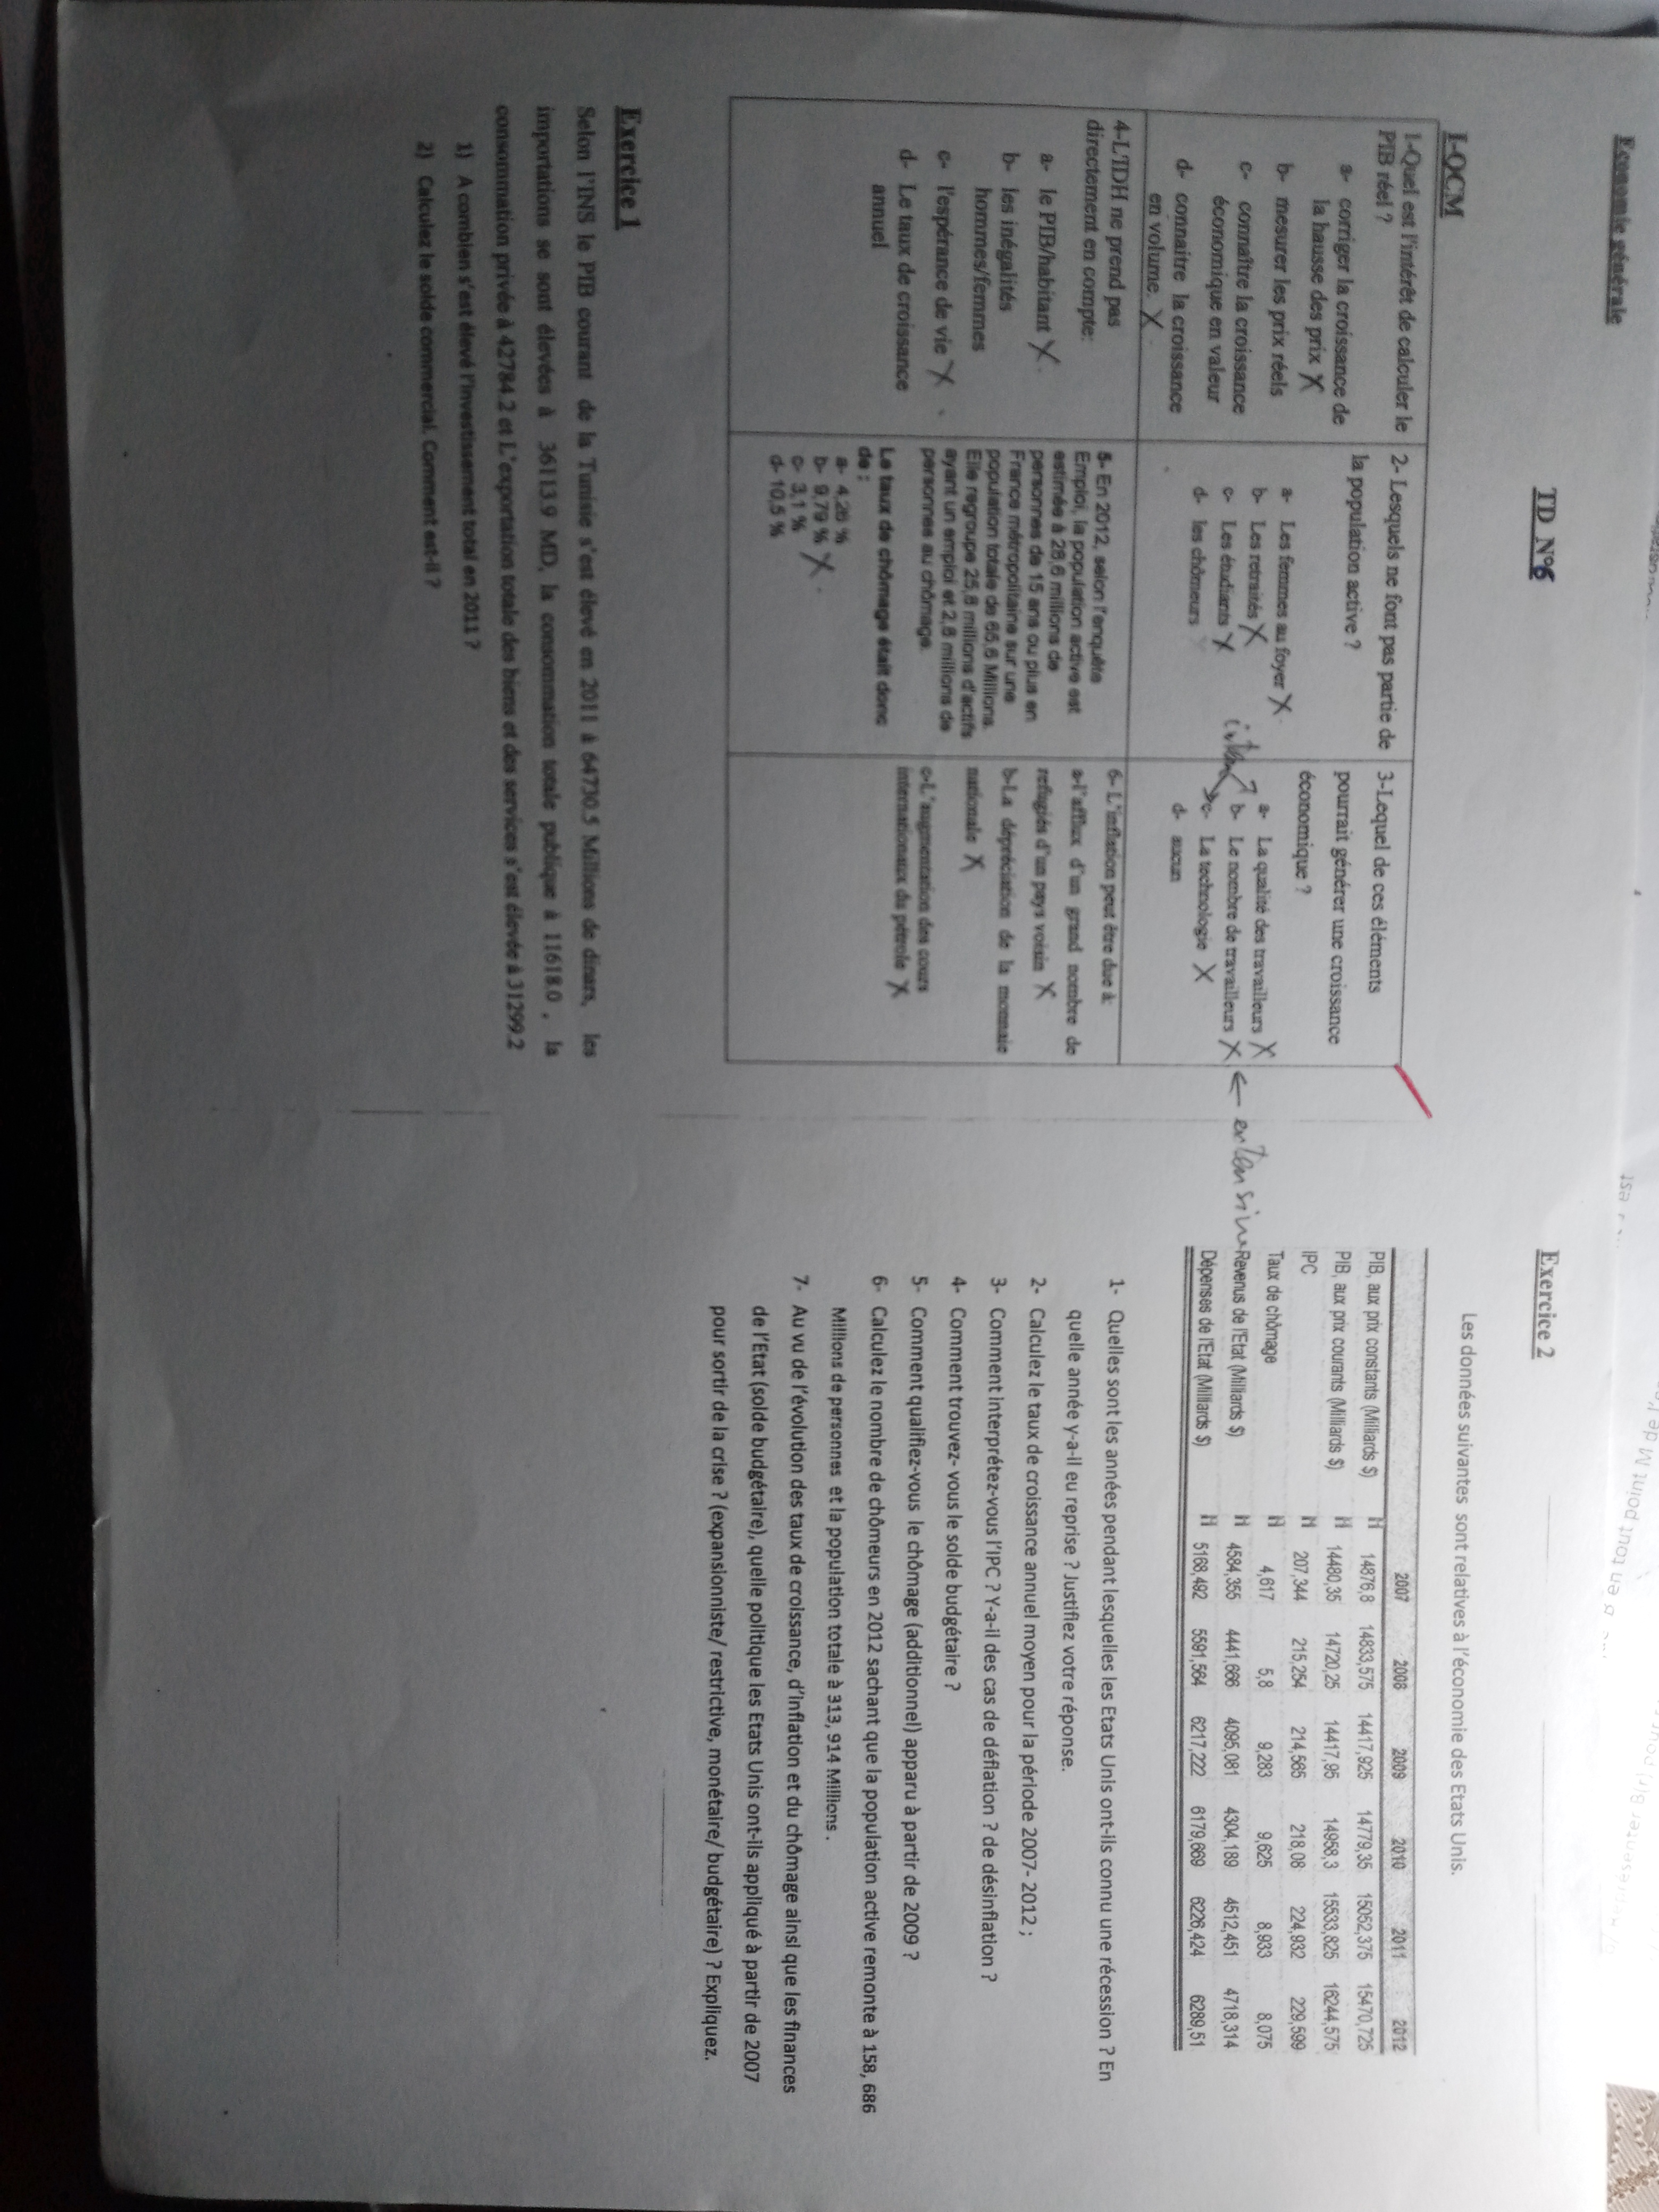 Economie générale
TD N°6
I-QCM
1-Quel est l'intérêt de calculer le
PIB réel ?
a- corriger la croissance de
la hausse des prix X
b- mesurer les prix réels
c- connaître la croissance
économique en valeur
d- connaitre la croissance
en volume. X
2- Lesquels ne font pas partie de
la population active ?
a- Les femmes au foyer X
b- Les retraités X
c- Les étudiants X
d- les chômeurs
3-Lequel de ces éléments
pourrait générer une croissance
économique ?
a- La qualité des travailleurs X
b- Le nombre de travailleurs X ← extensive
c- La technologie X
d- aucun
4-L'IDH ne prend pas
directement en compte:
a- le PIB/habitant X
b- les inégalités
hommes/femmes
c- l'espérance de vie X
d- Le taux de croissance
annuel
5- En 2012, selon l'enquête
Emploi, la population active est
estimée à 28,6 millions de
personnes de 15 ans ou plus en
France métropolitaine sur une
population totale de 65,6 Millions.
Elle regroupe 25,8 millions d'actifs
ayant un emploi et 2,8 millions de
personnes au chômage.
Le taux de chômage était donc
de :
a- 4,26 %
b- 9,79 % X
c- 3,1 %
d- 10,5 %
6- L'inflation peut être due à:
a-l'afflux d'un grand nombre de
refugiés d'un pays voisin X
b-La dépréciation de la monnaie
nationale X
c-L'augmentation des cours
internationaux du pétrole X
Exercice 1
Selon l'INS le PIB courant de la Tunisie s'est élevé en 2011 à 64730.5 Millions de dinars, les
importations se sont élevées à 36113.9 MD, la consommation totale publique à 11618.0 , la
consommation privée à 42784.2 et L'exportation totale des biens et des services s'est élevée à 31299.2
1) A combien s'est élevé l'investissement total en 2011 ?
2) Calculez le solde commercial. Comment est-il ?
est
en tout point M de l'
Exercice 2
Les données suivantes sont relatives à l'économie des Etats Unis.
2007 2008 2009 2010 2011 2012
PIB, aux prix constants (Milliards $) 14876,8 14833,575 14417,925 14779,35 15052,375 15470,725
PIB, aux prix courants (Milliards $) 14480,35 14720,25 14417,95 14958,3 15533,825 16244,575
IPC 207,344 215,254 214,565 218,08 224,932 229,599
Taux de chômage 4,617 5,8 9,283 9,625 8,933 8,075
Revenus de l'Etat (Milliards $) 4584,355 4441,666 4095,081 4304,189 4512,451 4718,314
Dépenses de l'Etat (Milliards $) 5168,492 5591,564 6217,222 6179,669 6226,424 6289,51
1- Quelles sont les années pendant lesquelles les Etats Unis ont-ils connu une récession ? En
quelle année y-a-il eu reprise ? Justifiez votre réponse.
2- Calculez le taux de croissance annuel moyen pour la période 2007- 2012 ;
3- Comment interprétez-vous l'IPC ? Y-a-il des cas de déflation ? de désinflation ?
4- Comment trouvez- vous le solde budgétaire ?
5- Comment qualifiez-vous le chômage (additionnel) apparu à partir de 2009 ?
6- Calculez le nombre de chômeurs en 2012 sachant que la population active remonte à 158, 686
Millions de personnes et la population totale à 313, 914 Millions .
7- Au vu de l'évolution des taux de croissance, d'inflation et du chômage ainsi que les finances
de l'Etat (solde budgétaire), quelle politique les Etats Unis ont-ils appliqué à partir de 2007
pour sortir de la crise ? (expansionniste/ restrictive, monétaire/ budgétaire) ? Expliquez.